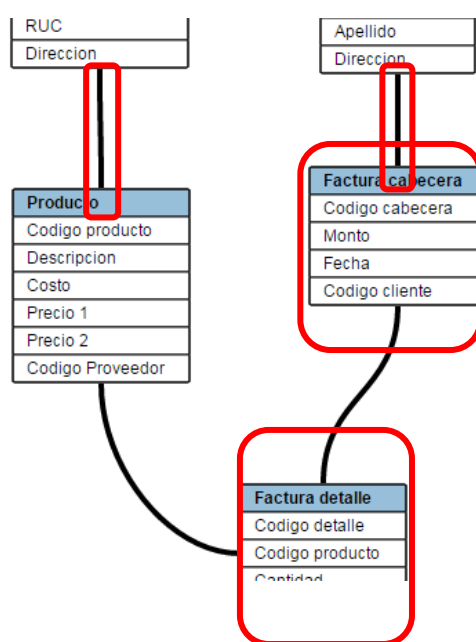 RUC
Direccion
Apellido
Direccion
Producto
Codigo producto
Descripcion
Costo
Precio 1
Precio 2
Codigo Proveedor
Factura cabecera
Codigo cabecera
Monto
Fecha
Codigo cliente
Factura detalle
Codigo detalle
Codigo producto
Cantidad